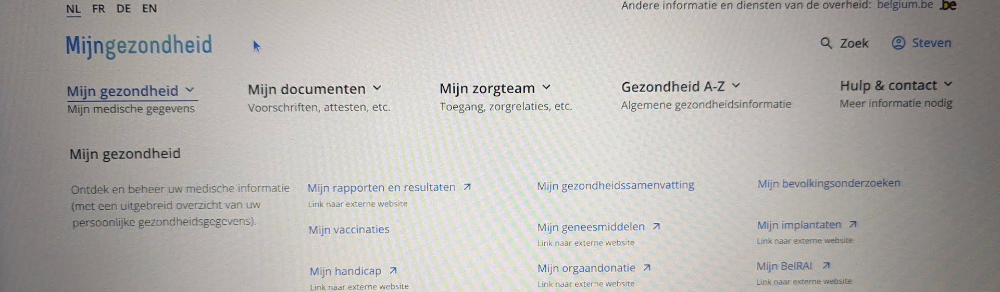 NL FR DE EN
Andere informatie en diensten van de overheid: belgium.be .be
Mijngezondheid
Zoek
Steven
Mijn gezondheid
Mijn medische gegevens
Mijn documenten
Voorschriften, attesten, etc.
Mijn zorgteam
Toegang, zorgrelaties, etc.
Gezondheid A-Z
Algemene gezondheidsinformatie
Hulp & contact
Meer informatie nodig
Mijn gezondheid
Ontdek en beheer uw medische informatie
(met een uitgebreid overzicht van uw
persoonlijke gezondheidsgegevens).
Mijn rapporten en resultaten
Link naar externe website
Mijn gezondheidssamenvatting
Mijn bevolkingsonderzoeken
Mijn vaccinaties
Mijn geneesmiddelen
Link naar externe website
Mijn implantaten
Link naar externe website
Mijn handicap
Link naar externe website
Mijn orgaandonatie
Link naar externe website
Mijn BelRAI
Link naar externe website